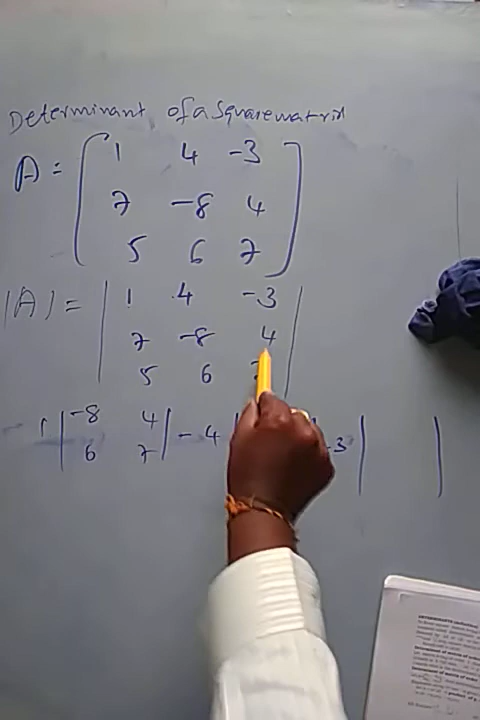 Determinant of a Square matrix
A = 1 4 -3
7 -8 4
5 6 7
|A| = | 1 4 -3 |
7 -8 4
5 6
1 | -8 4 | - 4 | | -3 | |
6 7